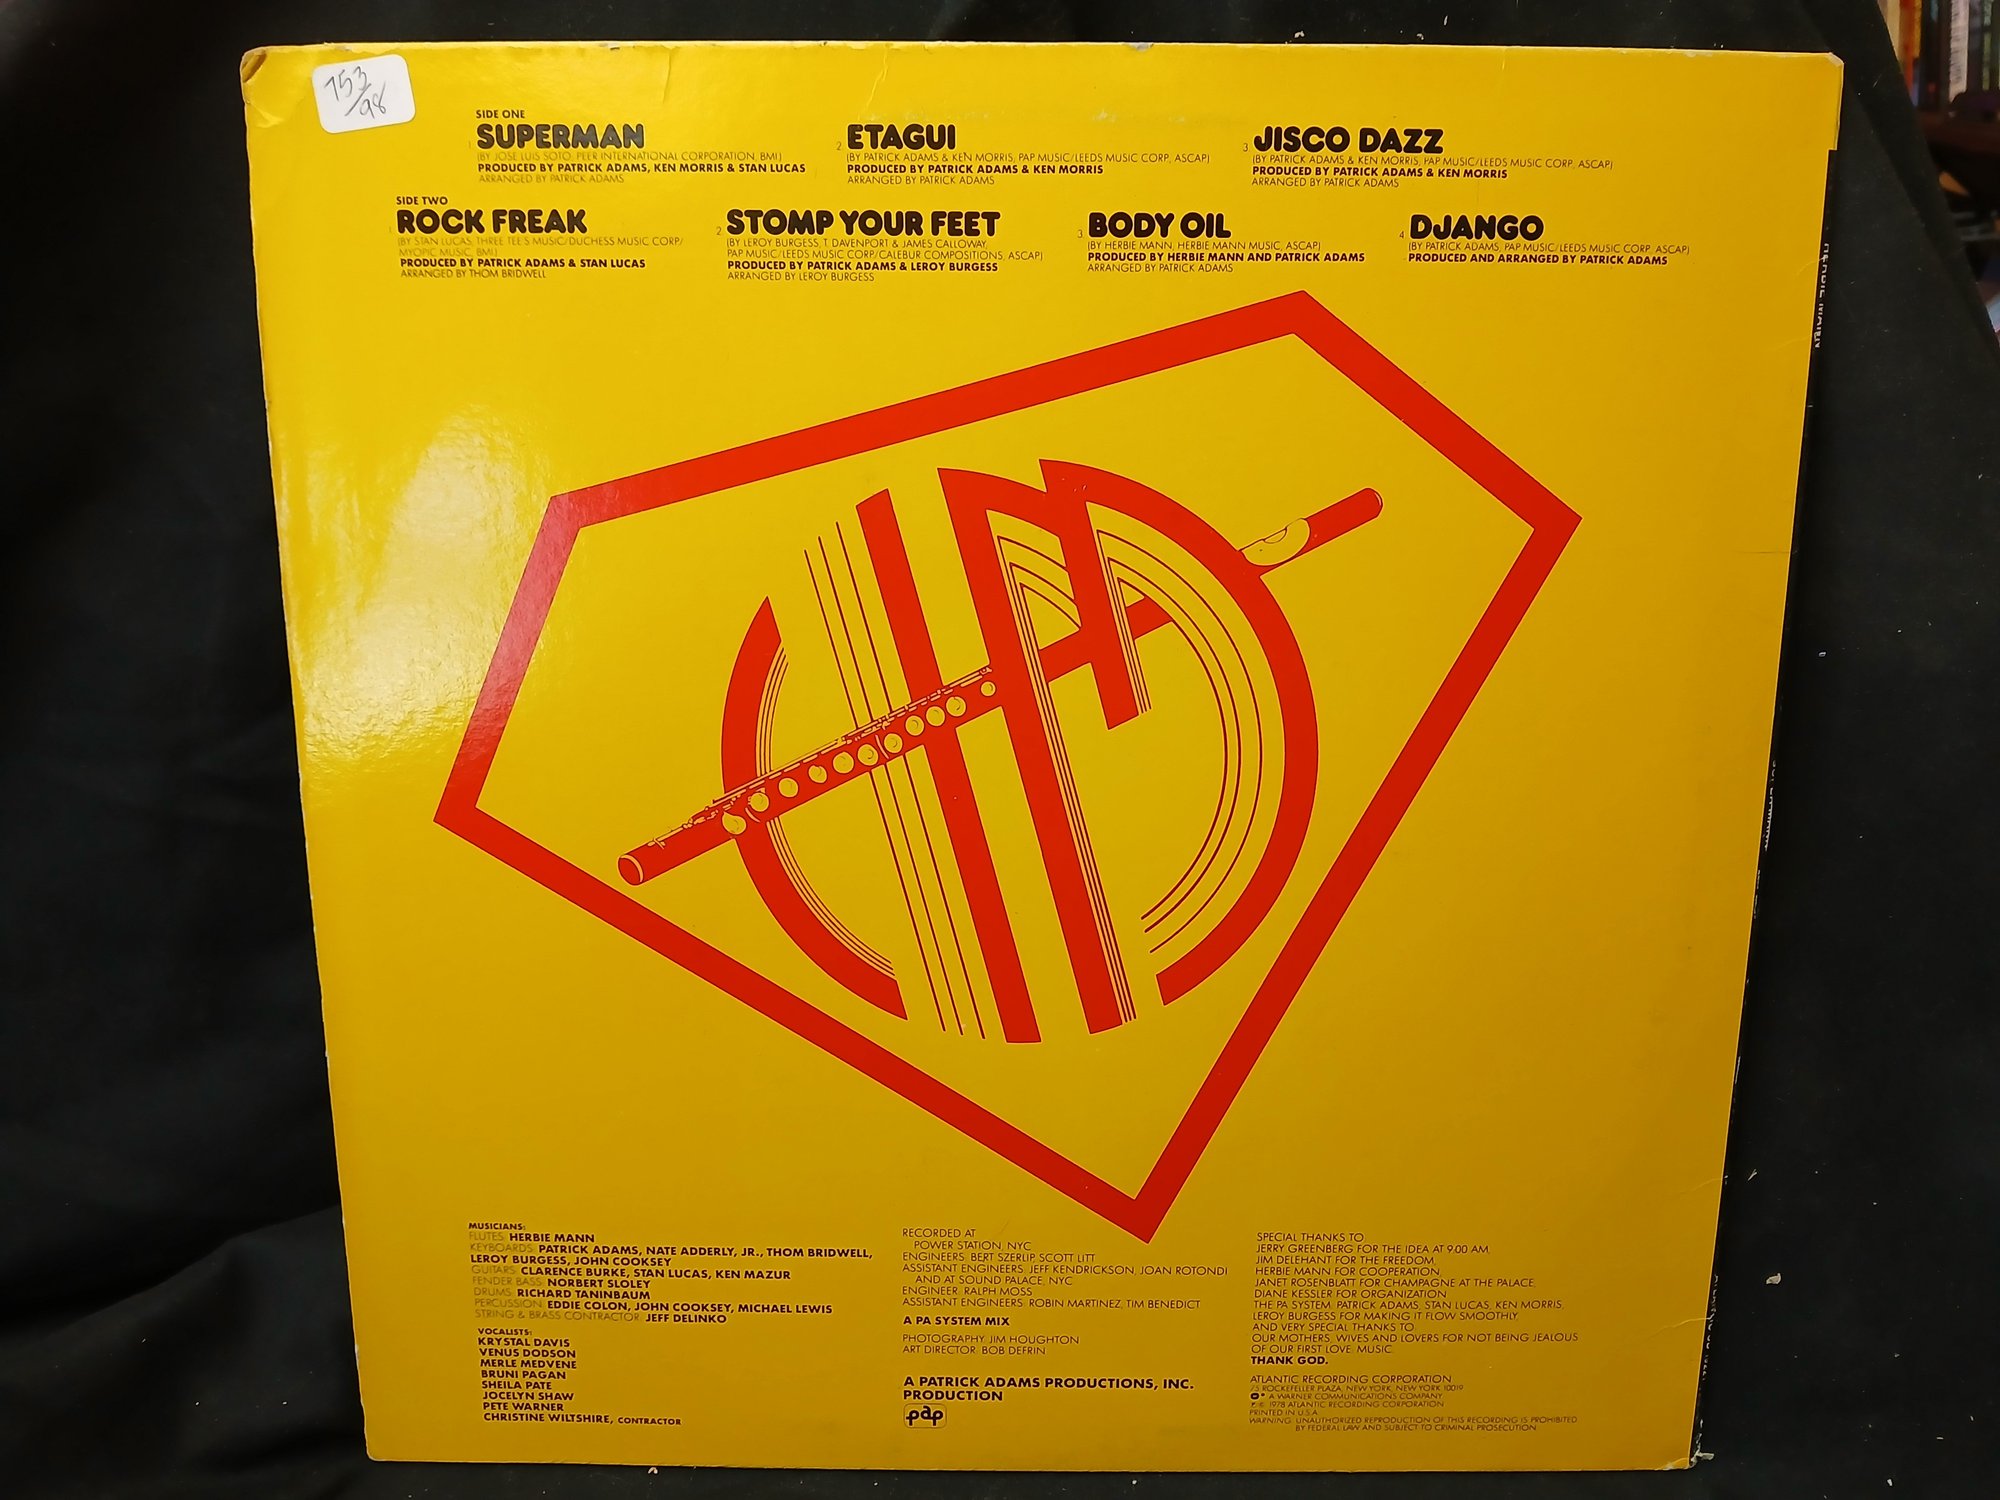 753/98
SIDE ONE
1 SUPERMAN
(BY JOSE LUIS SOTO, PEER INTERNATIONAL CORPORATION, BMI)
PRODUCED BY PATRICK ADAMS, KEN MORRIS & STAN LUCAS
ARRANGED BY PATRICK ADAMS
2 ETAGUI
(BY PATRICK ADAMS & KEN MORRIS, PAP MUSIC/LEEDS MUSIC CORP., ASCAP)
PRODUCED BY PATRICK ADAMS & KEN MORRIS
ARRANGED BY PATRICK ADAMS
3 JISCO DAZZ
(BY PATRICK ADAMS & KEN MORRIS, PAP MUSIC/LEEDS MUSIC CORP., ASCAP)
PRODUCED BY PATRICK ADAMS & KEN MORRIS
ARRANGED BY PATRICK ADAMS
SIDE TWO
1 ROCK FREAK
(BY STAN LUCAS, THREE TEE'S MUSIC/DUCHESS MUSIC CORP/
MYOPIC MUSIC, BMI)
PRODUCED BY PATRICK ADAMS & STAN LUCAS
ARRANGED BY THOM BRIDWELL
2 STOMP YOUR FEET
(BY LEROY BURGESS, T. DAVENPORT & JAMES CALLOWAY,
PAP MUSIC/LEEDS MUSIC CORP/CALEBUR COMPOSITIONS, ASCAP)
PRODUCED BY PATRICK ADAMS & LEROY BURGESS
ARRANGED BY LEROY BURGESS
3 BODY OIL
(BY HERBIE MANN, HERBIE MANN MUSIC, ASCAP)
PRODUCED BY HERBIE MANN AND PATRICK ADAMS
ARRANGED BY PATRICK ADAMS
4 DJANGO
(BY PATRICK ADAMS, PAP MUSIC/LEEDS MUSIC CORP. ASCAP)
PRODUCED AND ARRANGED BY PATRICK ADAMS
HM
MUSICIANS:
FLUTES: HERBIE MANN
KEYBOARDS: PATRICK ADAMS, NATE ADDERLY, JR., THOM BRIDWELL,
LEROY BURGESS, JOHN COOKSEY
GUITARS: CLARENCE BURKE, STAN LUCAS, KEN MAZUR
FENDER BASS: NORBERT SLOLEY
DRUMS: RICHARD TANINBAUM
PERCUSSION: EDDIE COLON, JOHN COOKSEY, MICHAEL LEWIS
STRING & BRASS CONTRACTOR: JEFF DELINKO
VOCALISTS:
KRYSTAL DAVIS
VENUS DODSON
MERLE MEDVENE
BRUNI PAGAN
SHEILA PATE
JOCELYN SHAW
PETE WARNER
CHRISTINE WILTSHIRE, CONTRACTOR
RECORDED AT
POWER STATION, NYC
ENGINEERS: BERT SZERLIP, SCOTT LITT
ASSISTANT ENGINEERS: JEFF KENDRICKSON, JOAN ROTONDI
AND AT SOUND PALACE, NYC
ENGINEER: RALPH MOSS
ASSISTANT ENGINEERS: ROBIN MARTINEZ, TIM BENEDICT
A PA SYSTEM MIX
PHOTOGRAPHY: JIM HOUGHTON
ART DIRECTOR: BOB DEFRIN
A PATRICK ADAMS PRODUCTIONS, INC.
PRODUCTION
pap
SPECIAL THANKS TO
JERRY GREENBERG FOR THE IDEA AT 9:00 AM,
JIM DELEHANT FOR THE FREEDOM,
HERBIE MANN FOR COOPERATION,
JANET ROSENBLATT FOR CHAMPAGNE AT THE PALACE,
DIANE KESSLER FOR ORGANIZATION
THE PA SYSTEM: PATRICK ADAMS, STAN LUCAS, KEN MORRIS,
LEROY BURGESS FOR MAKING IT FLOW SMOOTHLY,
AND VERY SPECIAL THANKS TO
OUR MOTHERS, WIVES AND LOVERS FOR NOT BEING JEALOUS
OF OUR FIRST LOVE: MUSIC.
THANK GOD.
ATLANTIC RECORDING CORPORATION
75 ROCKEFELLER PLAZA, NEW YORK, NEW YORK 10019
A WARNER COMMUNICATIONS COMPANY
℗ © 1978 ATLANTIC RECORDING CORPORATION
PRINTED IN U.S.A.
WARNING: UNAUTHORIZED REPRODUCTION OF THIS RECORDING IS PROHIBITED
BY FEDERAL LAW AND SUBJECT TO CRIMINAL PROSECUTION
HERBIE MANN